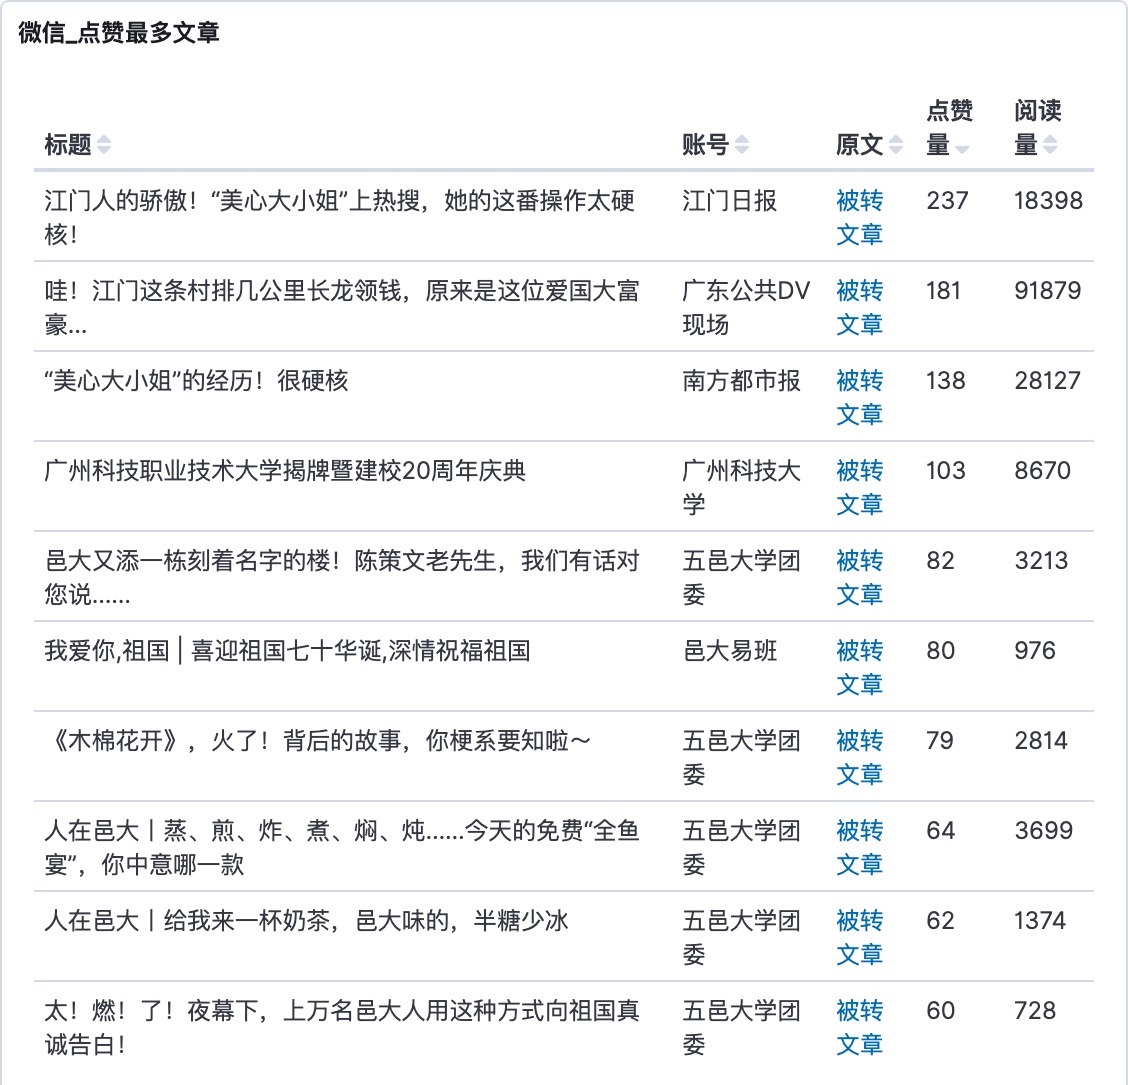 微信_点赞最多文章
点赞 阅读
标题 账号 原文 量 量
江门人的骄傲！“美心大小姐”上热搜，她的这番操作太硬 江门日报 被转 237 18398
核！ 文章
哇！江门这条村排几公里长龙领钱，原来是这位爱国大富 广东公共DV 被转 181 91879
豪... 现场 文章
“美心大小姐”的经历！很硬核 南方都市报 被转 138 28127
文章
广州科技职业技术大学揭牌暨建校20周年庆典 广州科技大 被转 103 8670
学 文章
邑大又添一栋刻着名字的楼！陈策文老先生，我们有话对 五邑大学团 被转 82 3213
您说...... 委 文章
我爱你,祖国 | 喜迎祖国七十华诞,深情祝福祖国 邑大易班 被转 80 976
文章
《木棉花开》，火了！背后的故事，你梗系要知啦～ 五邑大学团 被转 79 2814
委 文章
人在邑大丨蒸、煎、炸、煮、焖、炖......今天的免费“全鱼 五邑大学团 被转 64 3699
宴”，你中意哪一款 委 文章
人在邑大丨给我来一杯奶茶，邑大味的，半糖少冰 五邑大学团 被转 62 1374
委 文章
太！燃！了！夜幕下，上万名邑大人用这种方式向祖国真 五邑大学团 被转 60 728
诚告白！ 委 文章